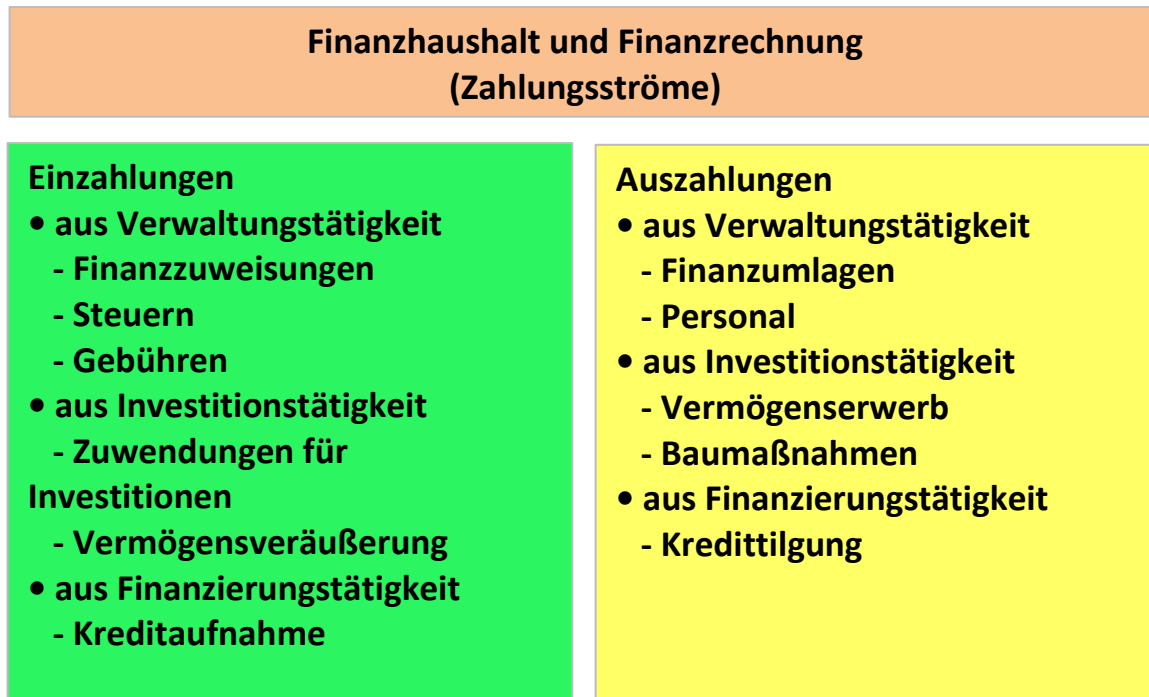 Finanzhaushalt und Finanzrechnung
(Zahlungsströme)
Einzahlungen
• aus Verwaltungstätigkeit
- Finanzzuweisungen
- Steuern
- Gebühren
• aus Investitionstätigkeit
- Zuwendungen für
Investitionen
- Vermögensveräußerung
• aus Finanzierungstätigkeit
- Kreditaufnahme
Auszahlungen
• aus Verwaltungstätigkeit
- Finanzumlagen
- Personal
• aus Investitionstätigkeit
- Vermögenserwerb
- Baumaßnahmen
• aus Finanzierungstätigkeit
- Kredittilgung